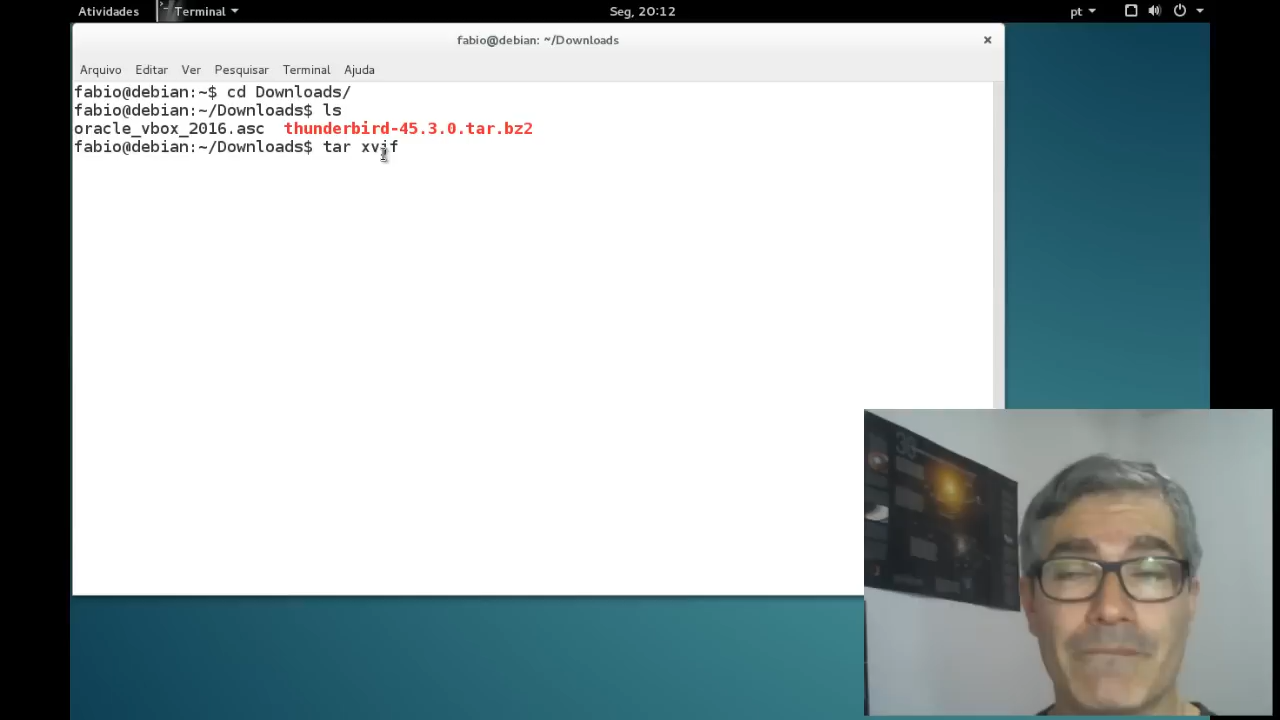 Atividades Terminal Seg, 20:12 pt
fabio@debian: ~/Downloads
Arquivo Editar Ver Pesquisar Terminal Ajuda
fabio@debian:~$ cd Downloads/
fabio@debian:~/Downloads$ ls
oracle_vbox_2016.asc thunderbird-45.3.0.tar.bz2
fabio@debian:~/Downloads$ tar xvjf